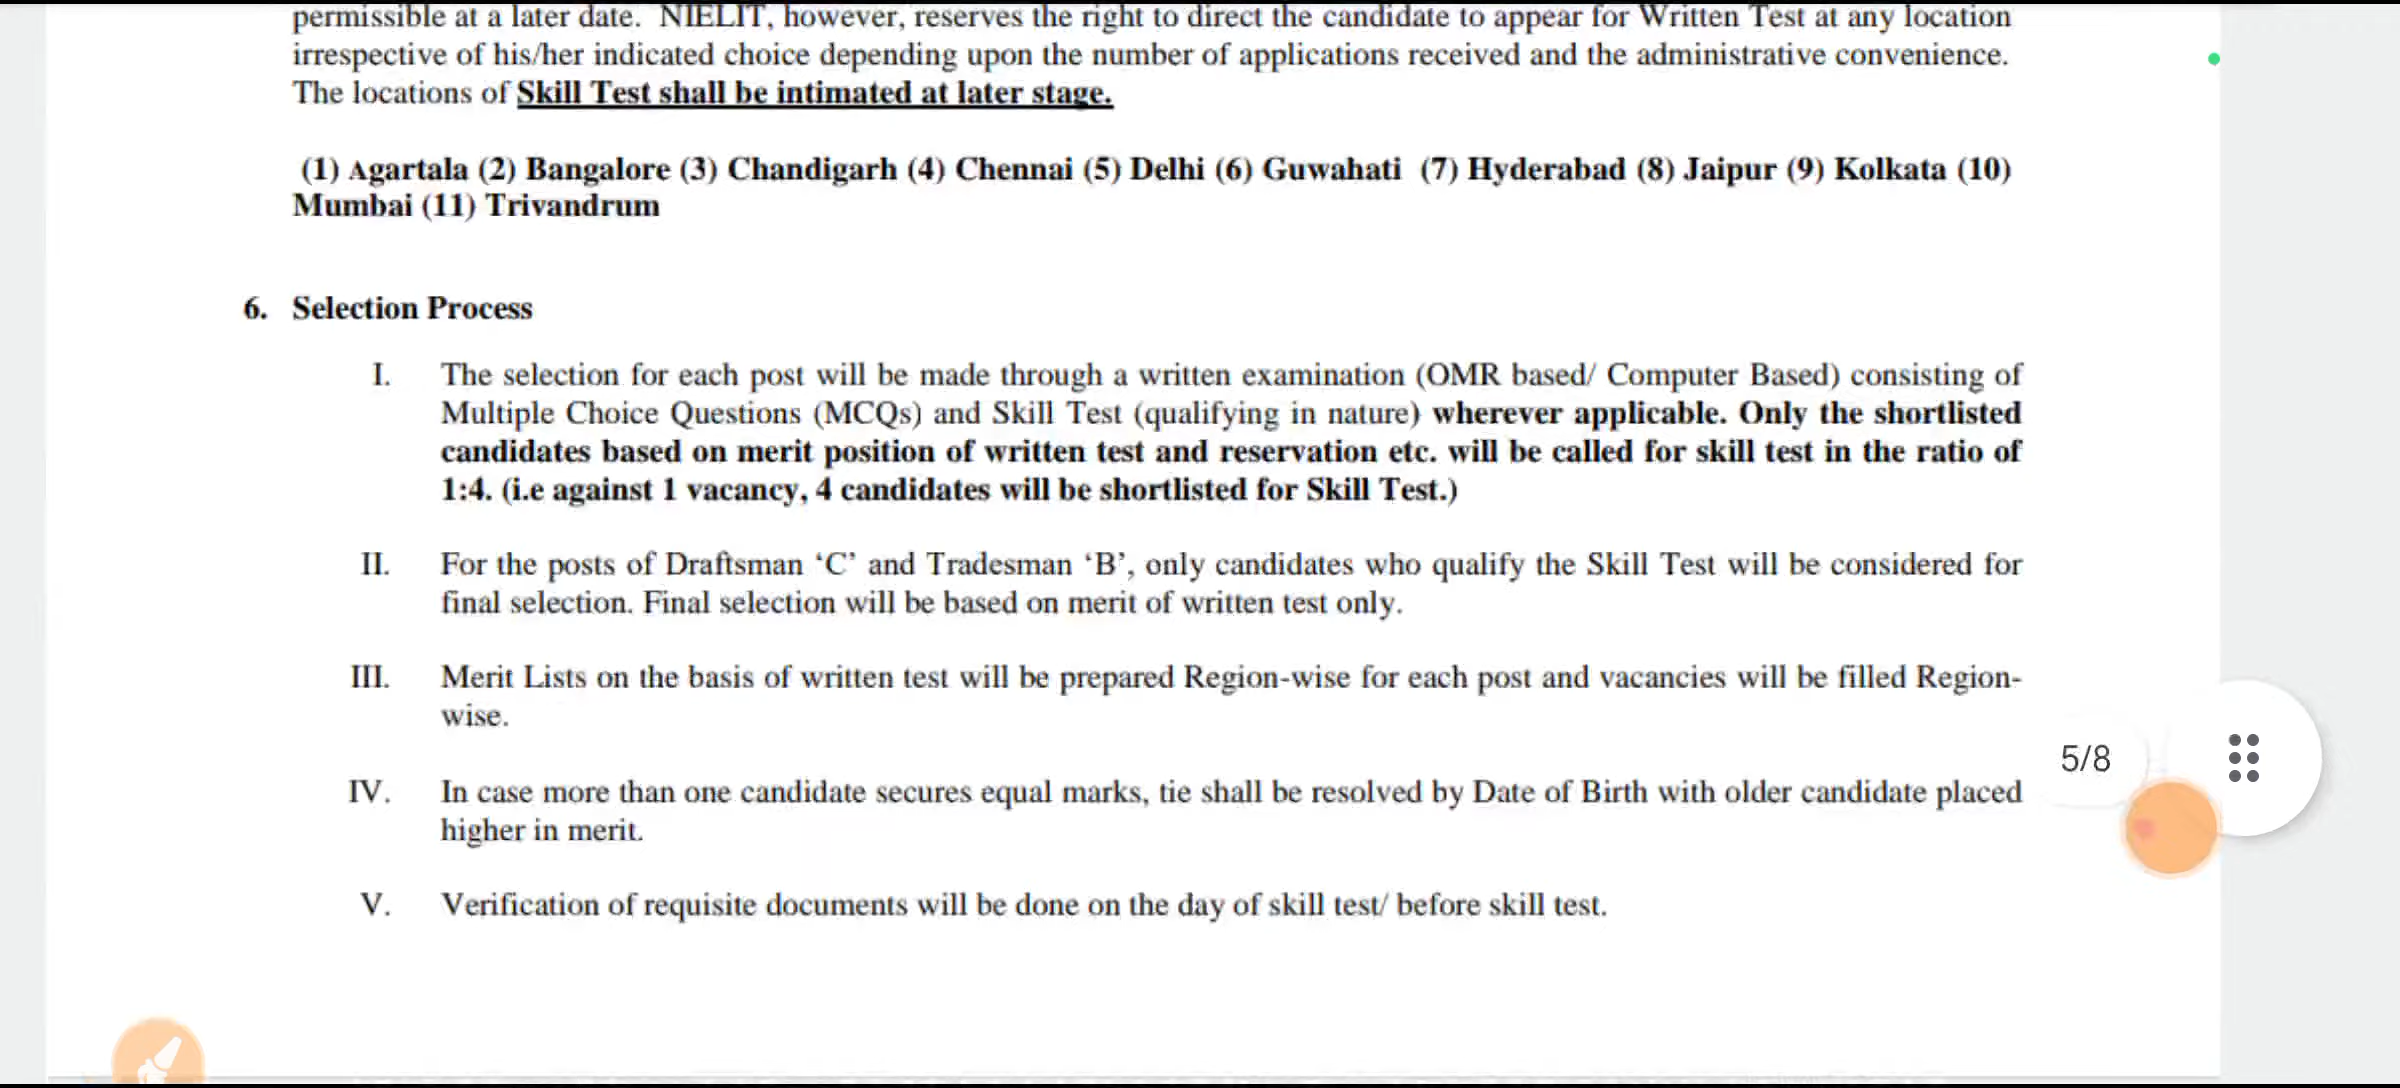 permissible at a later date. NIELIT, however, reserves the right to direct the candidate to appear for Written Test at any location
irrespective of his/her indicated choice depending upon the number of applications received and the administrative convenience.
The locations of Skill Test shall be intimated at later stage.
(1) Agartala (2) Bangalore (3) Chandigarh (4) Chennai (5) Delhi (6) Guwahati (7) Hyderabad (8) Jaipur (9) Kolkata (10)
Mumbai (11) Trivandrum
6. Selection Process
I. The selection for each post will be made through a written examination (OMR based/ Computer Based) consisting of
Multiple Choice Questions (MCQs) and Skill Test (qualifying in nature) wherever applicable. Only the shortlisted
candidates based on merit position of written test and reservation etc. will be called for skill test in the ratio of
1:4. (i.e against 1 vacancy, 4 candidates will be shortlisted for Skill Test.)
II. For the posts of Draftsman ‘C’ and Tradesman ‘B’, only candidates who qualify the Skill Test will be considered for
final selection. Final selection will be based on merit of written test only.
III. Merit Lists on the basis of written test will be prepared Region-wise for each post and vacancies will be filled Region-
wise.
5/8
IV. In case more than one candidate secures equal marks, tie shall be resolved by Date of Birth with older candidate placed
higher in merit.
V. Verification of requisite documents will be done on the day of skill test/ before skill test.